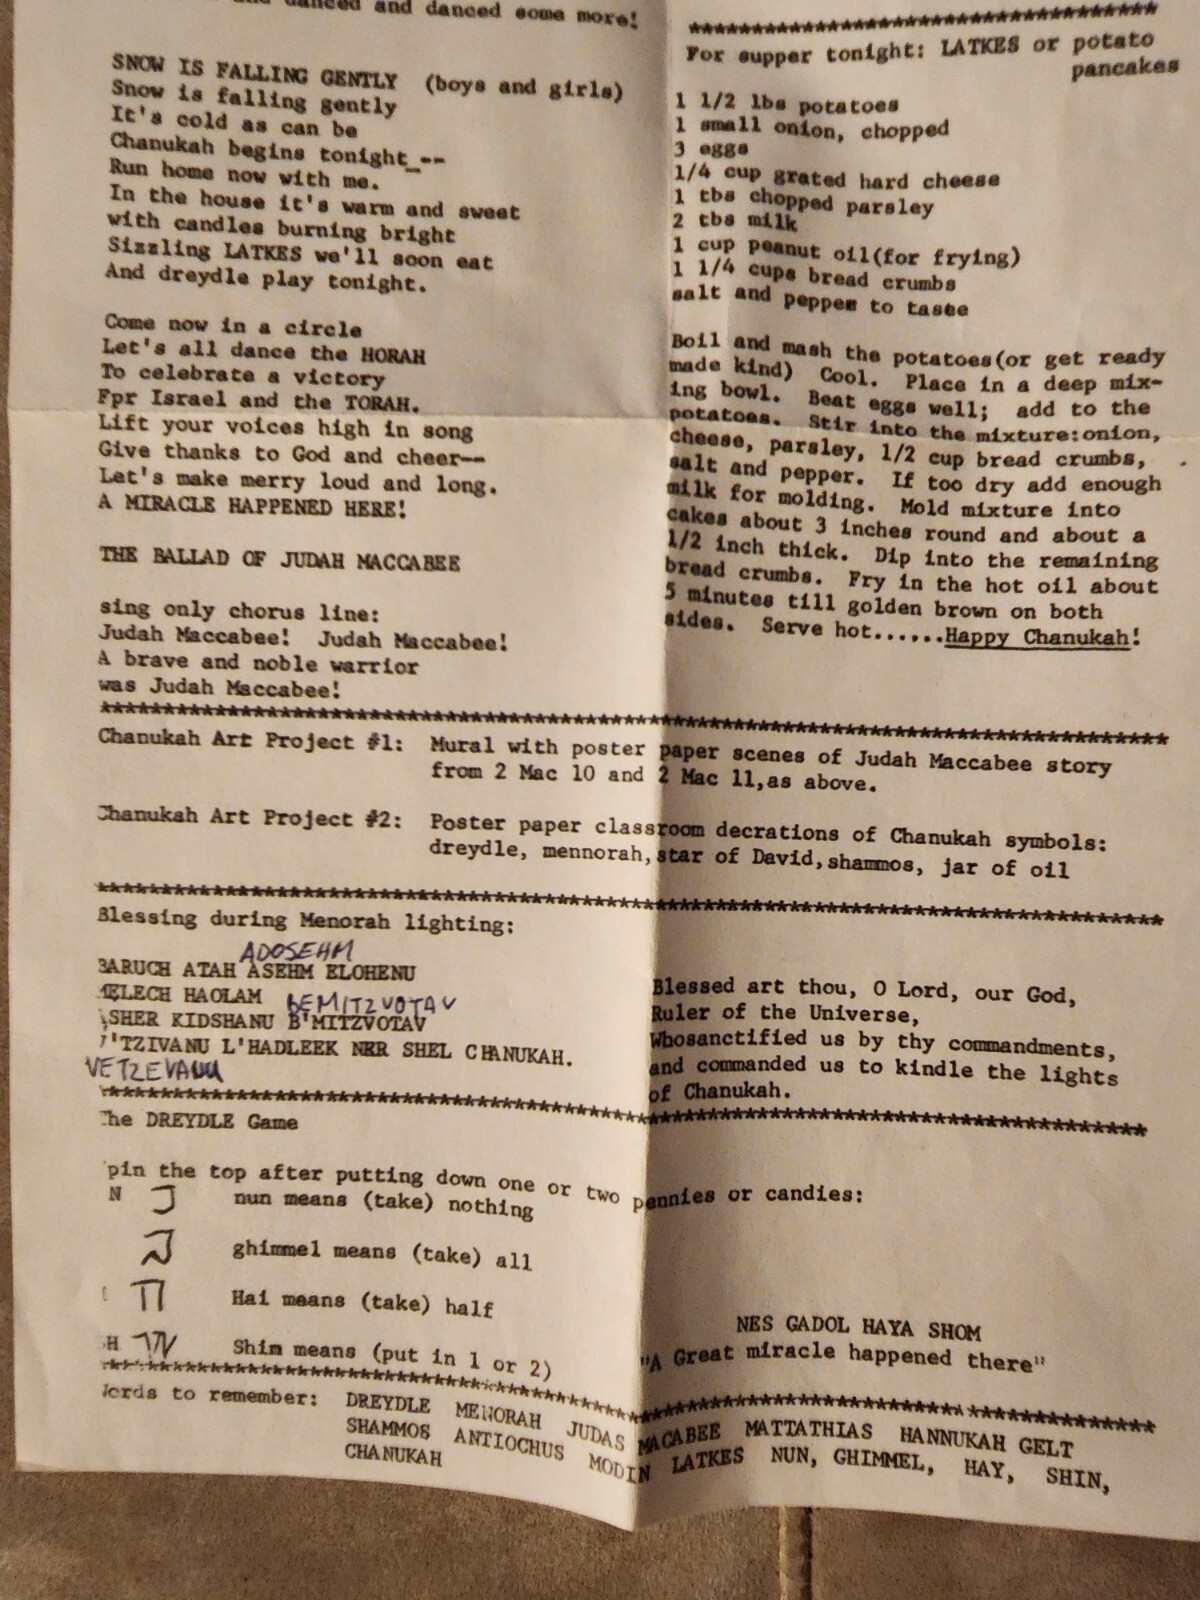 danced and danced some more!
SNOW IS FALLING GENTLY (boys and girls)
Snow is falling gently
It's cold as can be
Chanukah begins tonight_--
Run home now with me.
In the house it's warm and sweet
with candles burning bright
Sizzling LATKES we'll soon eat
And dreydle play tonight.
Come now in a circle
Let's all dance the HORAH
To celebrate a victory
Fpr Israel and the TORAH.
Lift your voices high in song
Give thanks to God and cheer--
Let's make merry loud and long.
A MIRACLE HAPPENED HERE!
THE BALLAD OF JUDAH MACCABEE
sing only chorus line:
Judah Maccabee! Judah Maccabee!
A brave and noble warrior
was Judah Maccabee!
************************************
For supper tonight: LATKES or potato
pancakes
1 1/2 lbs potatoes
1 small onion, chopped
3 eggs
1/4 cup grated hard cheese
1 tbs chopped parsley
2 tbs milk
1 cup peanut oil(for frying)
1 1/4 cups bread crumbs
salt and pepper to taste
Boil and mash the potatoes(or get ready
made kind) Cool. Place in a deep mix-
ing bowl. Beat eggs well; add to the
potatoes. Stir into the mixture:onion,
cheese, parsley, 1/2 cup bread crumbs,
salt and pepper. If too dry add enough
milk for molding. Mold mixture into
cakes about 3 inches round and about a
1/2 inch thick. Dip into the remaining
bread crumbs. Fry in the hot oil about
5 minutes till golden brown on both
sides. Serve hot......Happy Chanukah!
************************************************************************
Chanukah Art Project #1: Mural with poster paper scenes of Judah Maccabee story
from 2 Mac 10 and 2 Mac 11,as above.
Chanukah Art Project #2: Poster paper classroom decrations of Chanukah symbols:
dreydle, mennorah,star of David,shammos, jar of oil
************************************************************************
Blessing during Menorah lighting:
ADOSEHM
BARUCH ATAH ASEHM ELOHENU
MELECH HAOLAM BEMITZVOTAV
ASHER KIDSHANU B'MITZVOTAV
'TZIVANU L'HADLEEK NER SHEL CHANUKAH.
VETZEVANU
Blessed art thou, O Lord, our God,
Ruler of the Universe,
Whosanctified us by thy commandments,
and commanded us to kindle the lights
of Chanukah.
************************************************************************
The DREYDLE Game
pin the top after putting down one or two pennies or candies:
N נ nun means (take) nothing
ג ghimmel means (take) all
ה Hai means (take) half
H ש Shim means (put in 1 or 2)
NES GADOL HAYA SHOM
"A Great miracle happened there"
************************************************************************
Words to remember: DREYDLE MENORAH JUDAS MACABEE MATTATHIAS HANNUKAH GELT
SHAMMOS ANTIOCHUS MODIN LATKES NUN, GHIMMEL, HAY, SHIN,
CHANUKAH